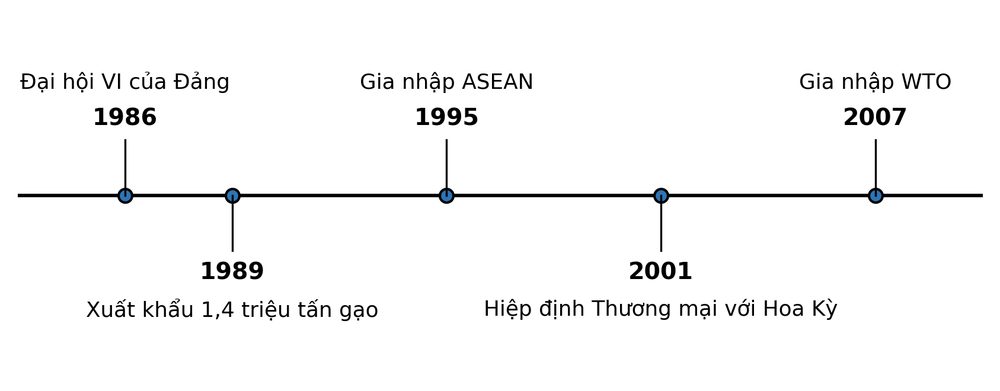 Đại hội VI của Đảng
1986
Gia nhập ASEAN
1995
Gia nhập WTO
2007
1989
Xuất khẩu 1,4 triệu tấn gạo
2001
Hiệp định Thương mại với Hoa Kỳ